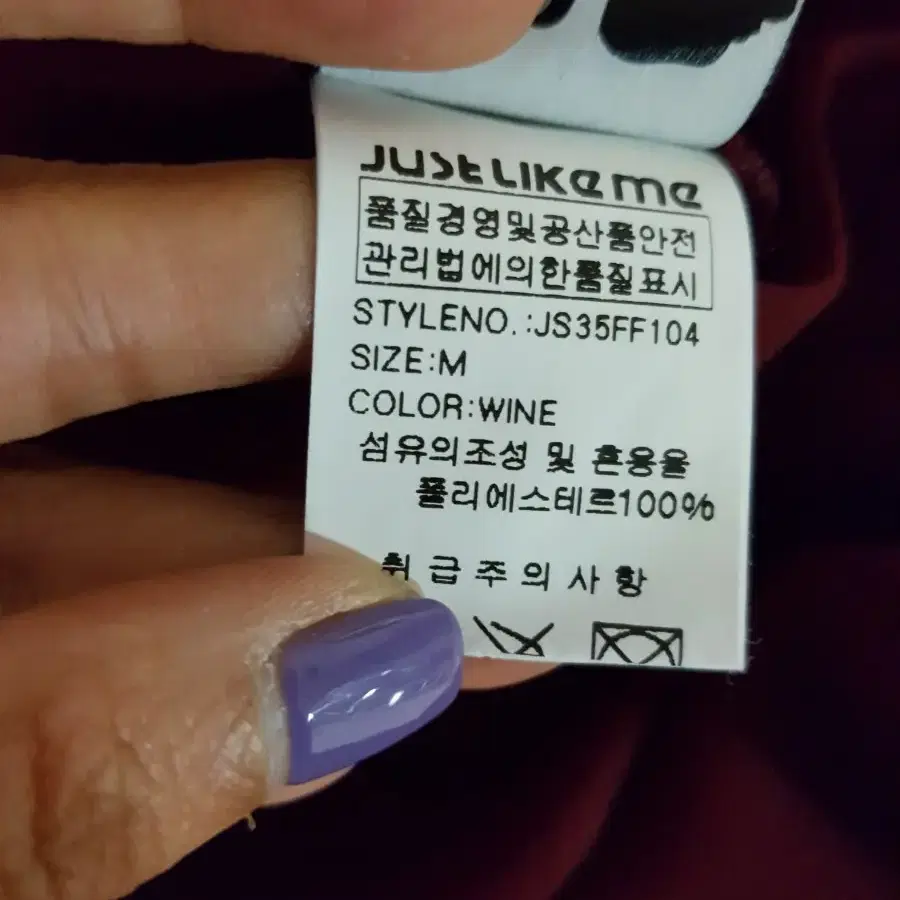 JUSt LIKe me
품질경영및공산품안전
관리법에의한품질표시
STYLENO.:JS35FF104
SIZE:M
COLOR:WINE
섬유의조성 및 혼용율
폴리에스테르100%
취급주의사항